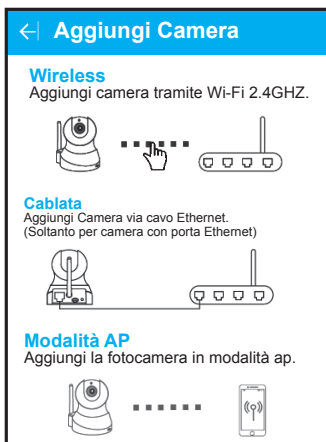 Aggiungi Camera
Wireless
Aggiungi camera tramite Wi-Fi 2.4GHZ.
Cablata
Aggiungi Camera via cavo Ethernet.
(Soltanto per camera con porta Ethernet)
Modalità AP
Aggiungi la fotocamera in modalità ap.